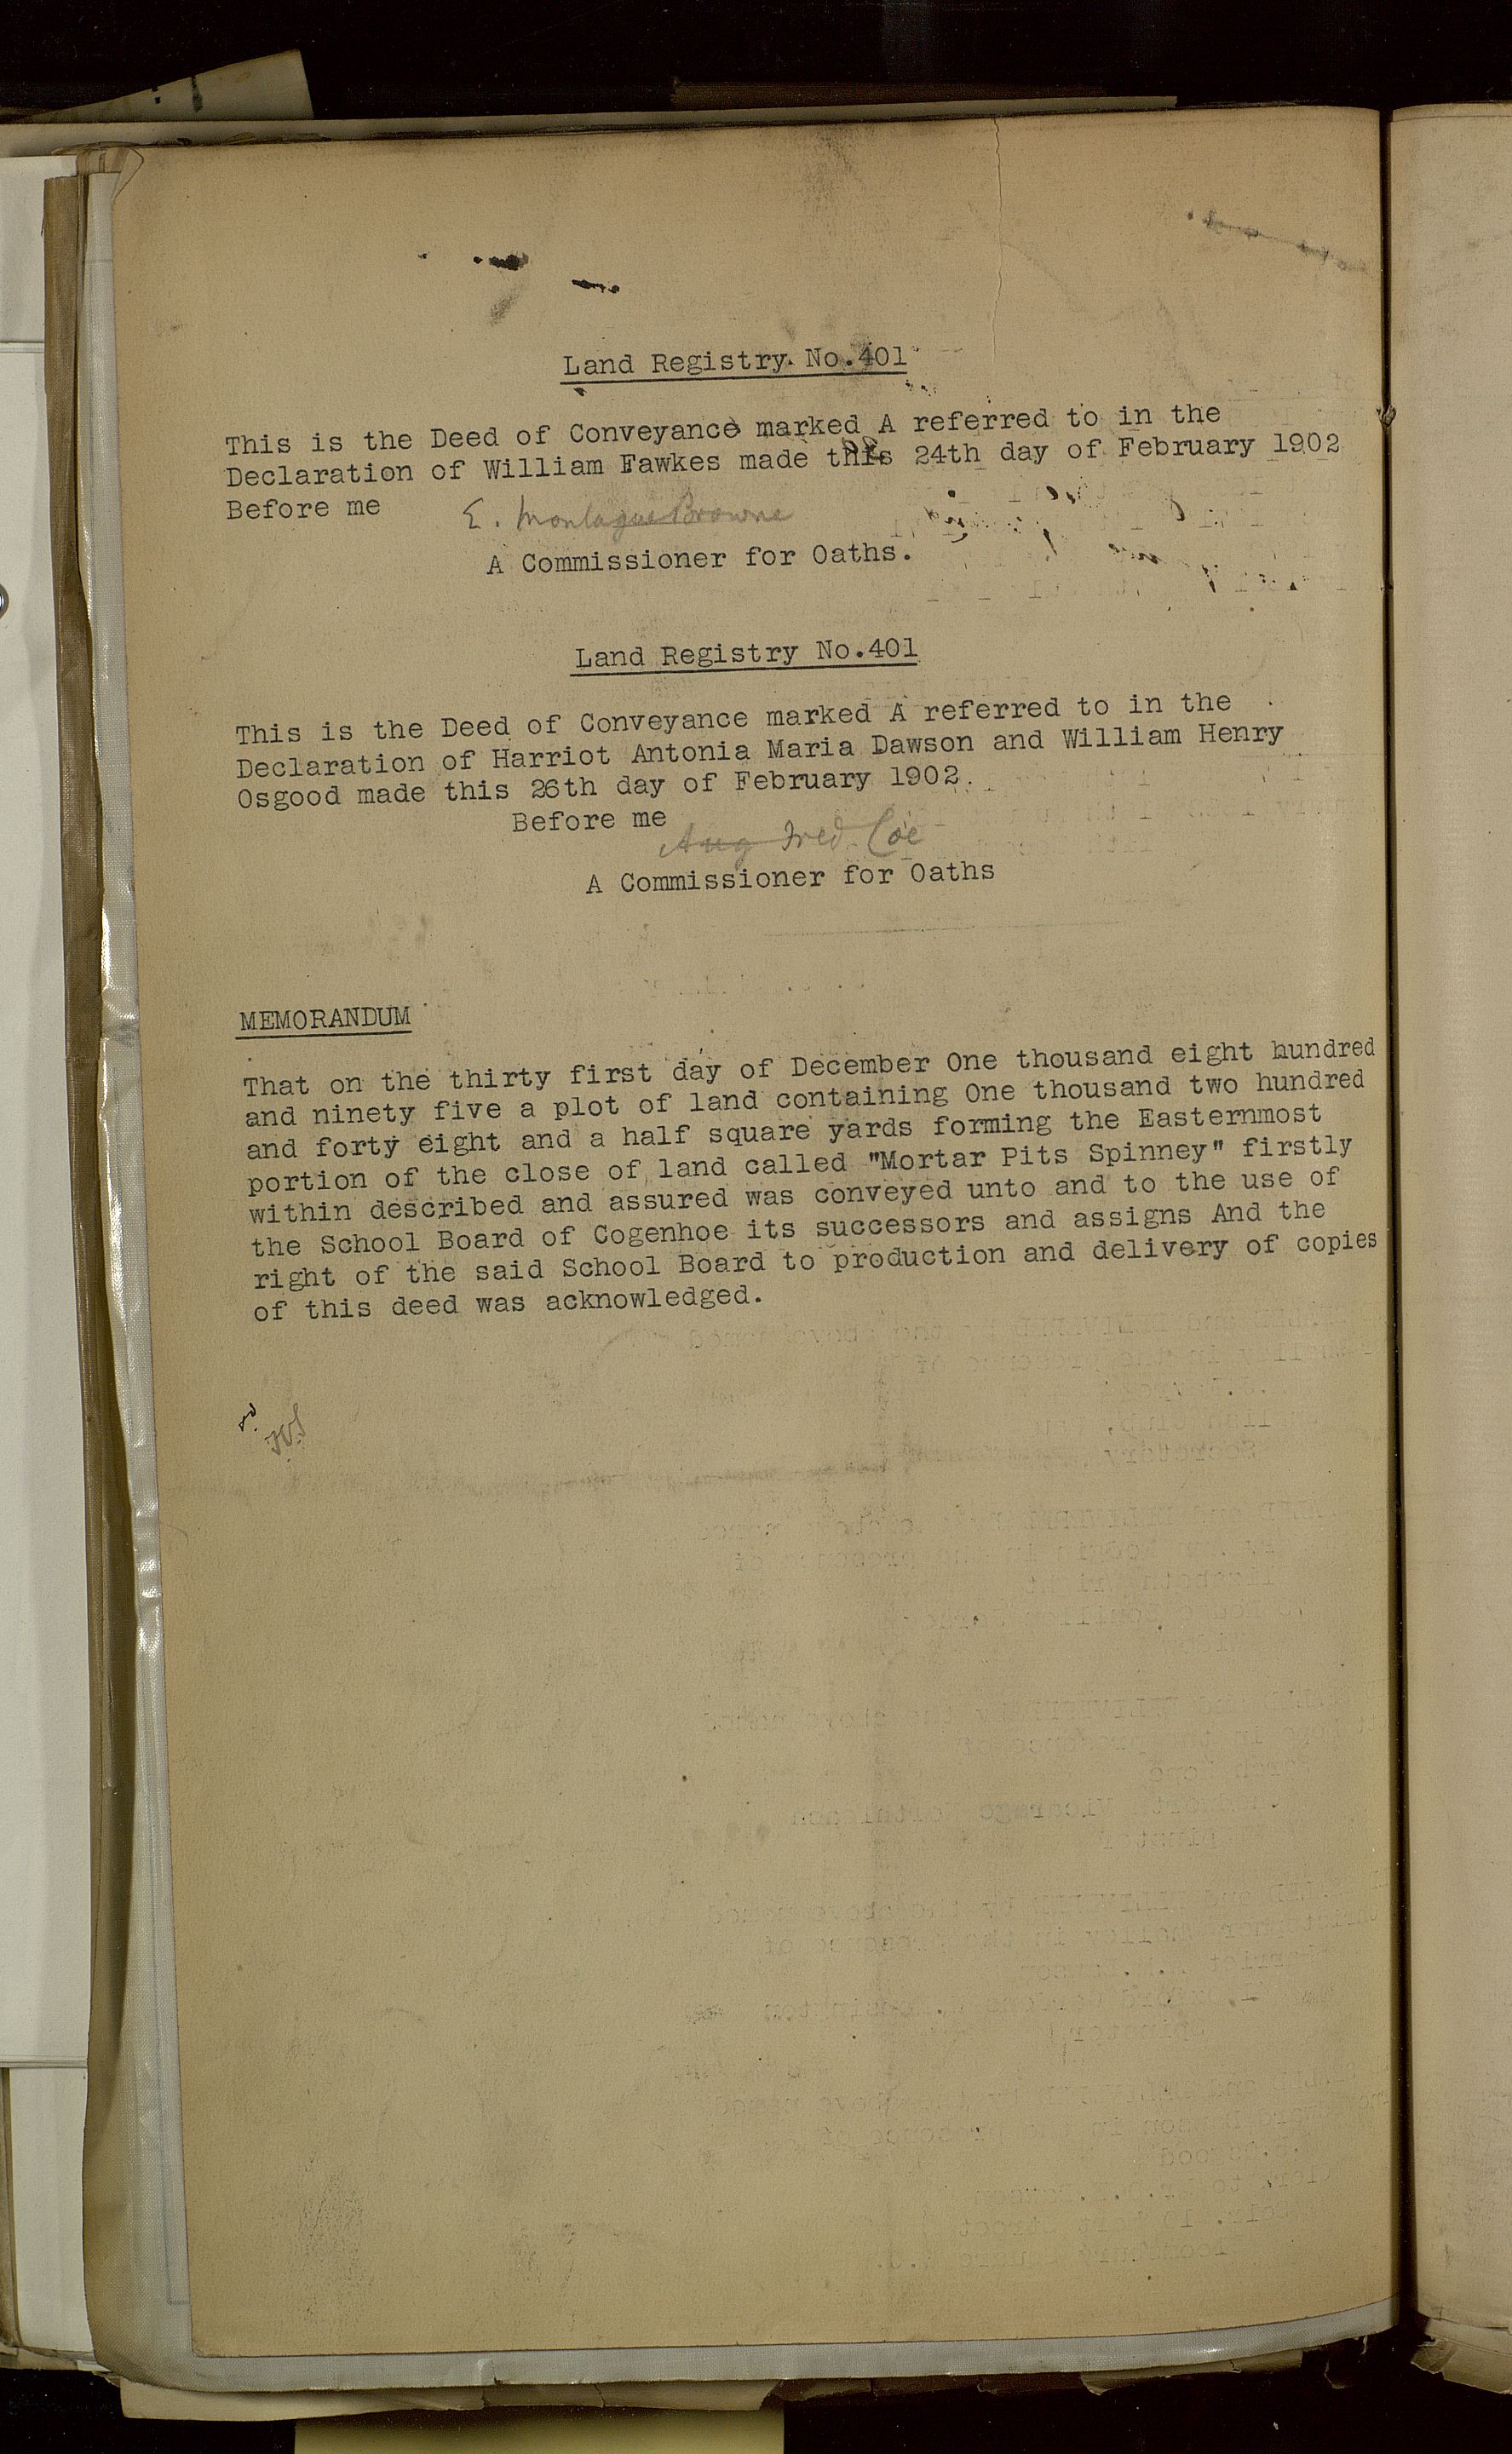 Land Registry No.401
This is the Deed of Conveyance marked A referred to in the
Declaration of William Fawkes made this 24th day of February 1902
Before me
E. Montague Browne
A Commissioner for Oaths.
Land Registry No.401
This is the Deed of Conveyance marked A referred to in the
Declaration of Harriot Antonia Maria Dawson and William Henry
Osgood made this 26th day of February 1902.
Before me
Aug Fred. Coe
A Commissioner for Oaths
MEMORANDUM
That on the thirty first day of December One thousand eight hundred
and ninety five a plot of land containing One thousand two hundred
and forty eight and a half square yards forming the Easternmost
portion of the close of land called "Mortar Pits Spinney" firstly
within described and assured was conveyed unto and to the use of
the School Board of Cogenhoe its successors and assigns And the
right of the said School Board to production and delivery of copies
of this deed was acknowledged.